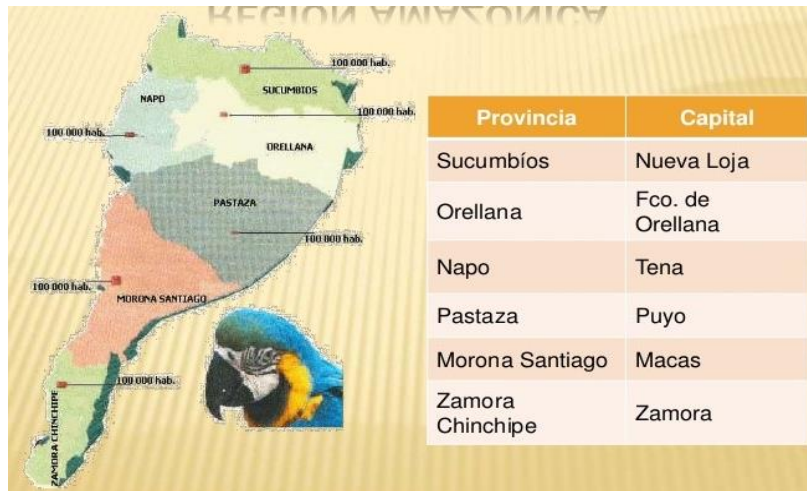 REGIÓN AMAZÓNICA
100 000 hab.
NAPO
SUCUMBIOS
100 000 hab.
100 000 hab.
ORELLANA
PASTAZA
100 000 hab.
100 000 hab.
MORONA SANTIAGO
100 000 hab.
ZAMORA CHINCHIPE
Provincia Capital
Sucumbíos Nueva Loja
Orellana Fco. de
Orellana
Napo Tena
Pastaza Puyo
Morona Santiago Macas
Zamora
Chinchipe Zamora